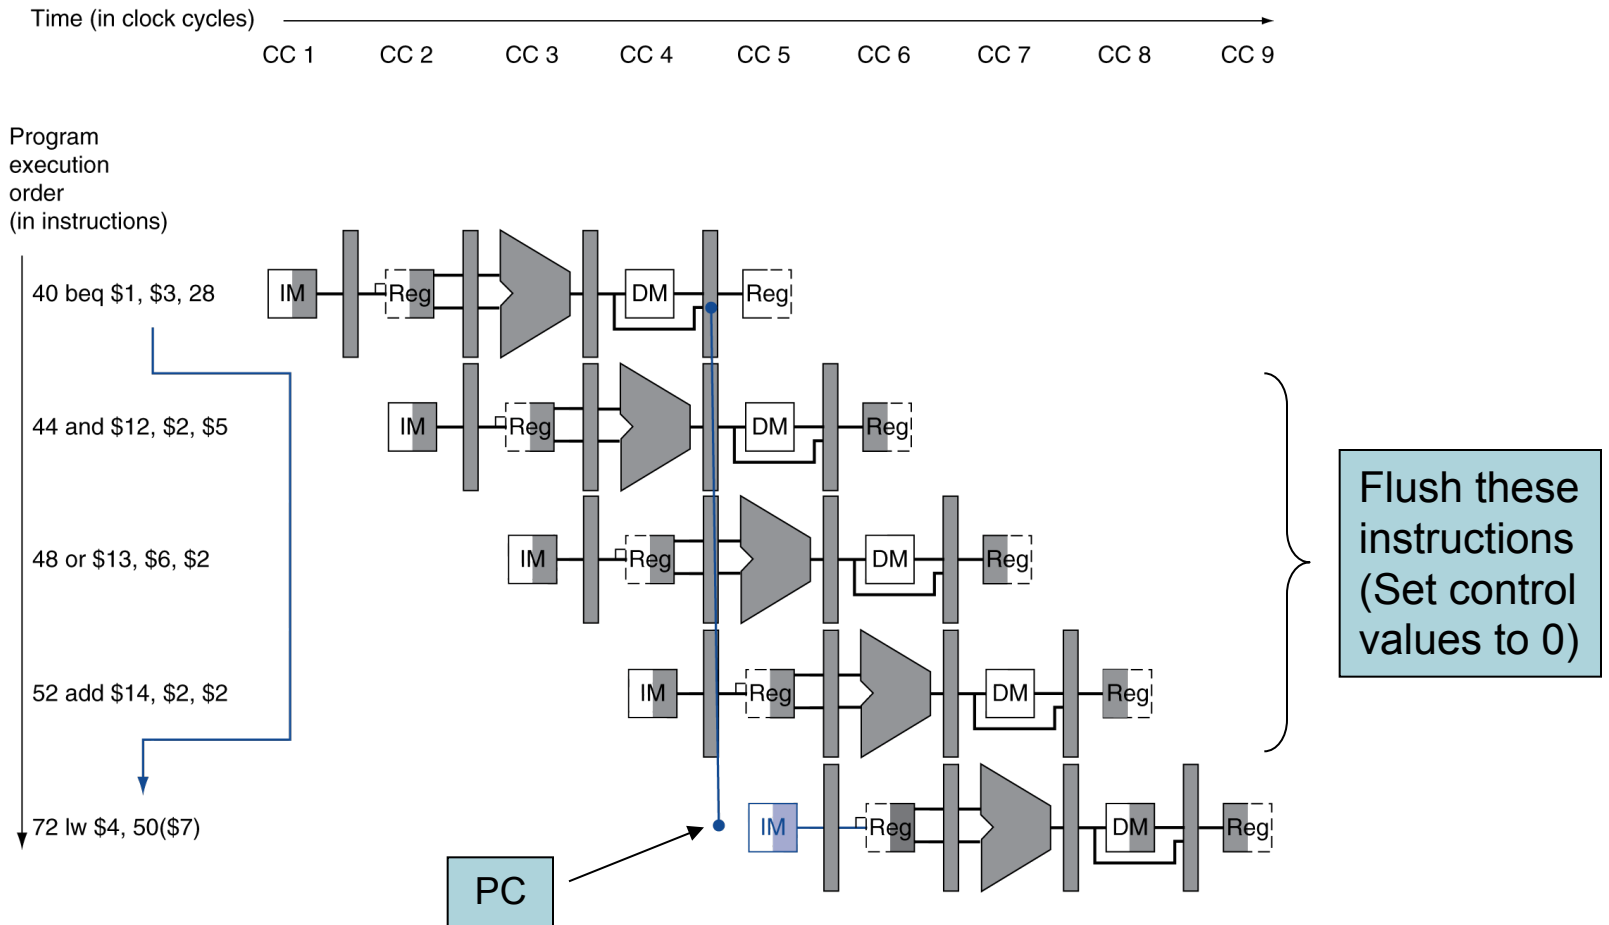 Time (in clock cycles)
CC 1 CC 2 CC 3 CC 4 CC 5 CC 6 CC 7 CC 8 CC 9
Program
execution
order
(in instructions)
40 beq $1, $3, 28
IM Reg DM Reg
44 and $12, $2, $5
IM Reg DM Reg
48 or $13, $6, $2
IM Reg DM Reg
52 add $14, $2, $2
IM Reg DM Reg
72 lw $4, 50($7)
IM Reg DM Reg
PC
Flush these
instructions
(Set control
values to 0)